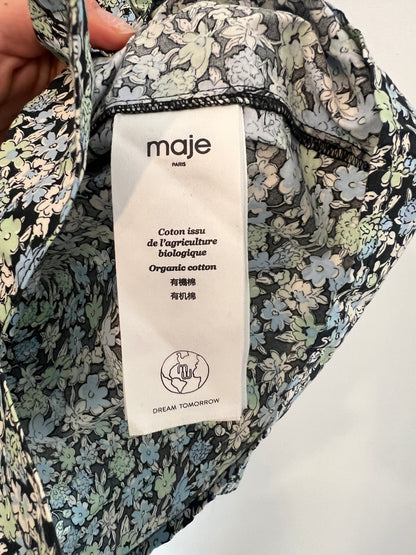 maje
PARIS
Coton issu
de l'agriculture
biologique
Organic cotton
有機棉
有机棉
DREAM TOMORROW